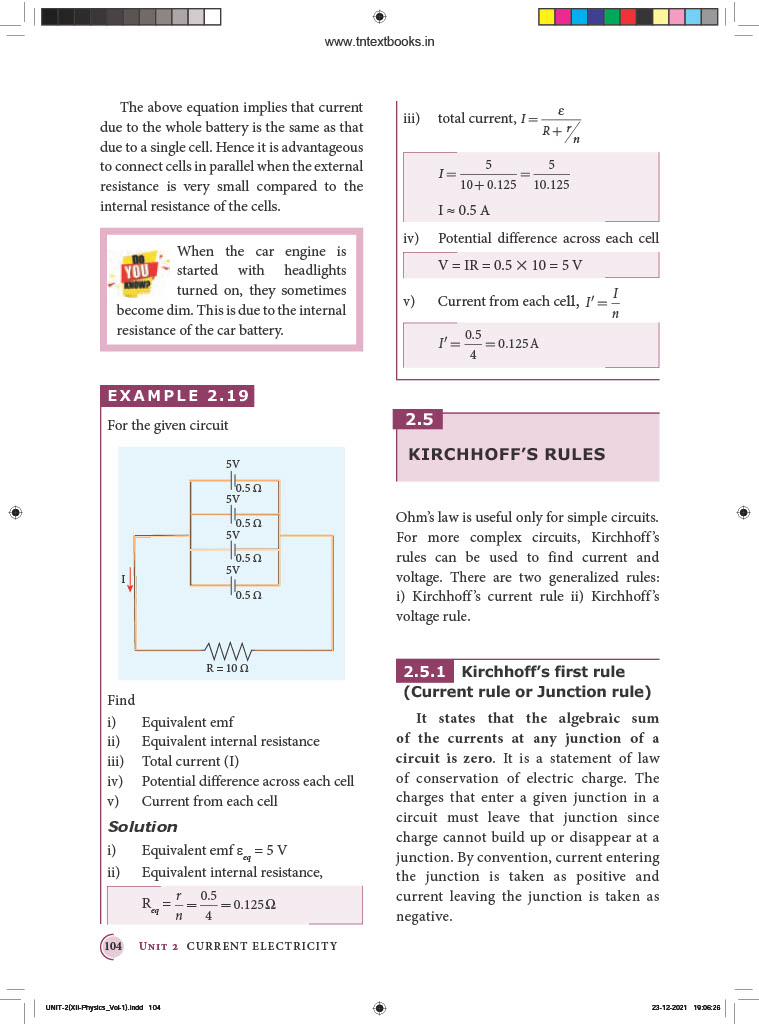 www.tntextbooks.in
The above equation implies that current
due to the whole battery is the same as that
due to a single cell. Hence it is advantageous
to connect cells in parallel when the external
resistance is very small compared to the
internal resistance of the cells.
DO
YOU
KNOW?
When the car engine is
started with headlights
turned on, they sometimes
become dim. This is due to the internal
resistance of the car battery.
EXAMPLE 2.19
For the given circuit
5V
0.5 Ω
5V
0.5 Ω
5V
0.5 Ω
5V
0.5 Ω
I
R = 10 Ω
Find
i) Equivalent emf
ii) Equivalent internal resistance
iii) Total current (I)
iv) Potential difference across each cell
v) Current from each cell
Solution
i) Equivalent emf εeq = 5 V
ii) Equivalent internal resistance,
Req = r/n = 0.5/4 = 0.125 Ω
iii) total current, I = ε/(R + r/n)
I = 5/(10 + 0.125) = 5/10.125
I ≈ 0.5 A
iv) Potential difference across each cell
V = IR = 0.5 × 10 = 5 V
v) Current from each cell, I′ = I/n
I′ = 0.5/4 = 0.125 A
2.5
KIRCHHOFF'S RULES
Ohm's law is useful only for simple circuits.
For more complex circuits, Kirchhoff's
rules can be used to find current and
voltage. There are two generalized rules:
i) Kirchhoff's current rule ii) Kirchhoff's
voltage rule.
2.5.1 Kirchhoff's first rule
(Current rule or Junction rule)
It states that the algebraic sum
of the currents at any junction of a
circuit is zero. It is a statement of law
of conservation of electric charge. The
charges that enter a given junction in a
circuit must leave that junction since
charge cannot build up or disappear at a
junction. By convention, current entering
the junction is taken as positive and
current leaving the junction is taken as
negative.
104 UNIT 2 CURRENT ELECTRICITY
UNIT-2(XII-Physics_Vol-1).indd 104
23-12-2021 19:06:26